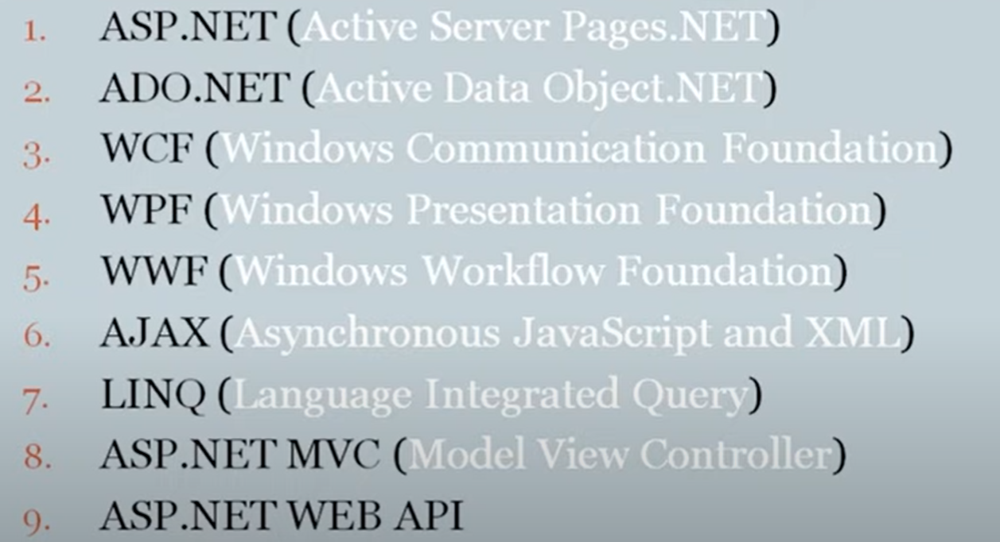 1. ASP.NET (Active Server Pages.NET)
2. ADO.NET (Active Data Object.NET)
3. WCF (Windows Communication Foundation)
4. WPF (Windows Presentation Foundation)
5. WWF (Windows Workflow Foundation)
6. AJAX (Asynchronous JavaScript and XML)
7. LINQ (Language Integrated Query)
8. ASP.NET MVC (Model View Controller)
9. ASP.NET WEB API